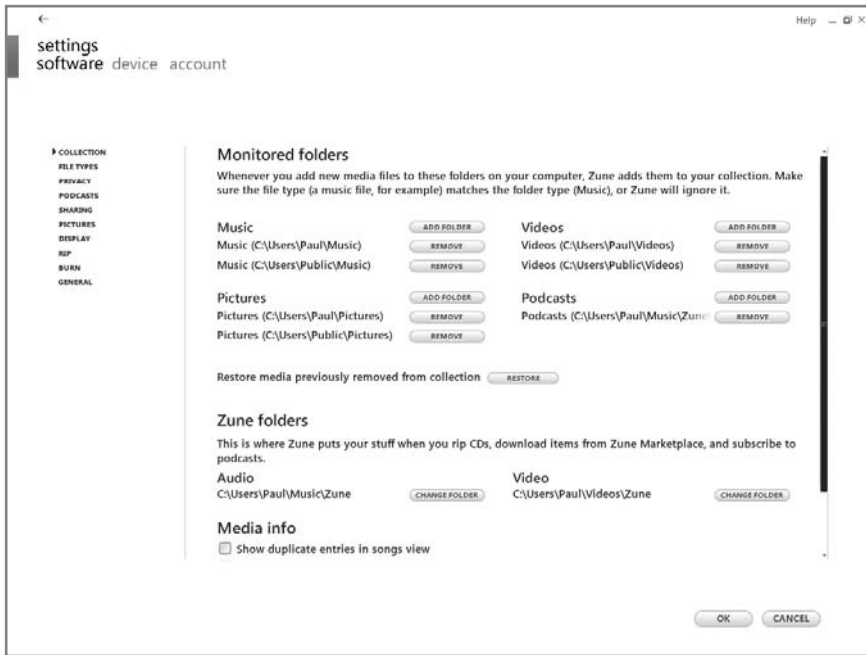 Help
settings
software device account
COLLECTION
FILE TYPES
PRIVACY
PODCASTS
SHARING
PICTURES
DISPLAY
RIP
BURN
GENERAL
Monitored folders
Whenever you add new media files to these folders on your computer, Zune adds them to your collection. Make
sure the file type (a music file, for example) matches the folder type (Music), or Zune will ignore it.
Music ADD FOLDER
Music (C:\Users\Paul\Music) REMOVE
Music (C:\Users\Public\Music) REMOVE
Videos ADD FOLDER
Videos (C:\Users\Paul\Videos) REMOVE
Videos (C:\Users\Public\Videos) REMOVE
Pictures ADD FOLDER
Pictures (C:\Users\Paul\Pictures) REMOVE
Pictures (C:\Users\Public\Pictures) REMOVE
Podcasts ADD FOLDER
Podcasts (C:\Users\Paul\Music\Zune REMOVE
Restore media previously removed from collection RESTORE
Zune folders
This is where Zune puts your stuff when you rip CDs, download items from Zune Marketplace, and subscribe to
podcasts.
Audio
C:\Users\Paul\Music\Zune CHANGE FOLDER
Video
C:\Users\Paul\Videos\Zune CHANGE FOLDER
Media info
Show duplicate entries in songs view
OK CANCEL